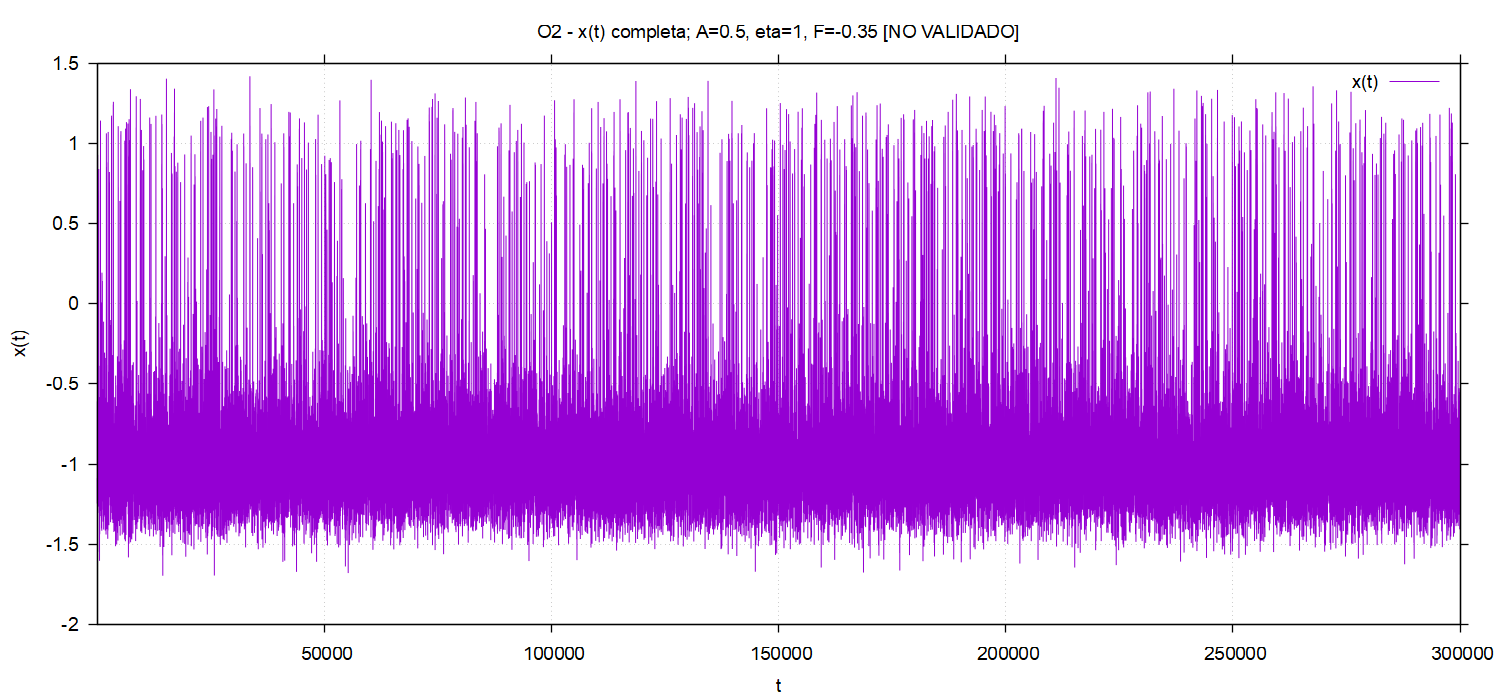 O2 - x(t) completa; A=0.5, eta=1, F=-0.35 [NO VALIDADO]
x(t)
1.5
1
0.5
0
-0.5
-1
-1.5
-2
x(t)
50000 100000 150000 200000 250000 300000
t